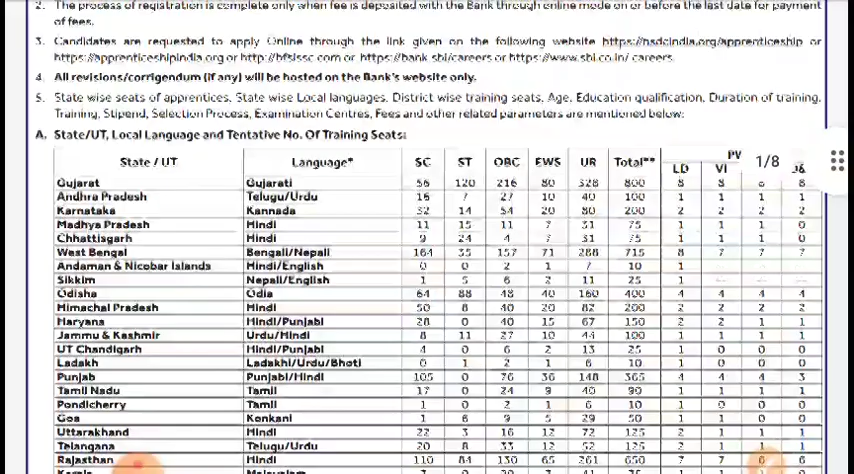 2. The process of registration is complete only when fee is deposited with the Bank through online mode on or before the last date for payment
of fees.
3. Candidates are requested to apply Online through the link given on the following website https://nsdcindia.org/apprenticeship or
https://apprenticeshipindia.org or http://bfsissc.com or https://bank.sbi/careers or https://www.sbi.co.in/careers.
4. All revisions/corrigendum (if any) will be hosted on the Bank's website only.
5. State wise seats of apprentices, State wise Local languages, District wise training seats, Age, Education qualification, Duration of training,
Training, Stipend, Selection Process, Examination Centres, Fees and other related parameters are mentioned below:
A. State/UT, Local Language and Tentative No. Of Training Seats:
State / UT Language* SC ST OBC EWS UR Total** PV
LD VI
1/8
Gujarat Gujarati 56 120 216 80 328 800 8 8 8
Andhra Pradesh Telugu/Urdu 16 7 27 10 40 100 1 1 1 1
Karnataka Kannada 32 14 54 20 80 200 2 2 2 2
Madhya Pradesh Hindi 11 15 11 7 31 75 1 1 1 0
Chhattisgarh Hindi 9 24 4 7 31 75 1 1 1 0
West Bengal Bengali/Nepali 164 35 157 71 288 715 8 7 7 7
Andaman & Nicobar Islands Hindi/English 0 0 2 1 7 10 1
Sikkim Nepali/English 1 5 6 2 11 25 1
Odisha Odia 64 88 48 40 160 400 4 4 4 4
Himachal Pradesh Hindi 50 8 40 20 82 200 2 2 2 2
Haryana Hindi/Punjabi 28 0 40 15 67 150 2 2 1 1
Jammu & Kashmir Urdu/Hindi 8 11 27 10 44 100 1 1 1 1
UT Chandigarh Hindi/Punjabi 4 0 6 2 13 25 1 0 0 0
Ladakh Ladakhi/Urdu/Bhoti 0 1 2 1 6 10 1 0 0 0
Punjab Punjabi/Hindi 105 0 76 36 148 365 4 4 4 3
Tamil Nadu Tamil 17 0 24 9 40 90 1 1 1 1
Pondicherry Tamil 1 0 2 1 6 10 1 0 0 0
Goa Konkani 1 6 9 5 29 50 1 1 0 0
Uttarakhand Hindi 22 3 16 12 72 125 2 1 1 1
Telangana Telugu/Urdu 20 8 33 12 52 125 2 1 1 1
Rajasthan Hindi 110 84 130 65 261 650 7 7 6 6
Kerala Malayalam